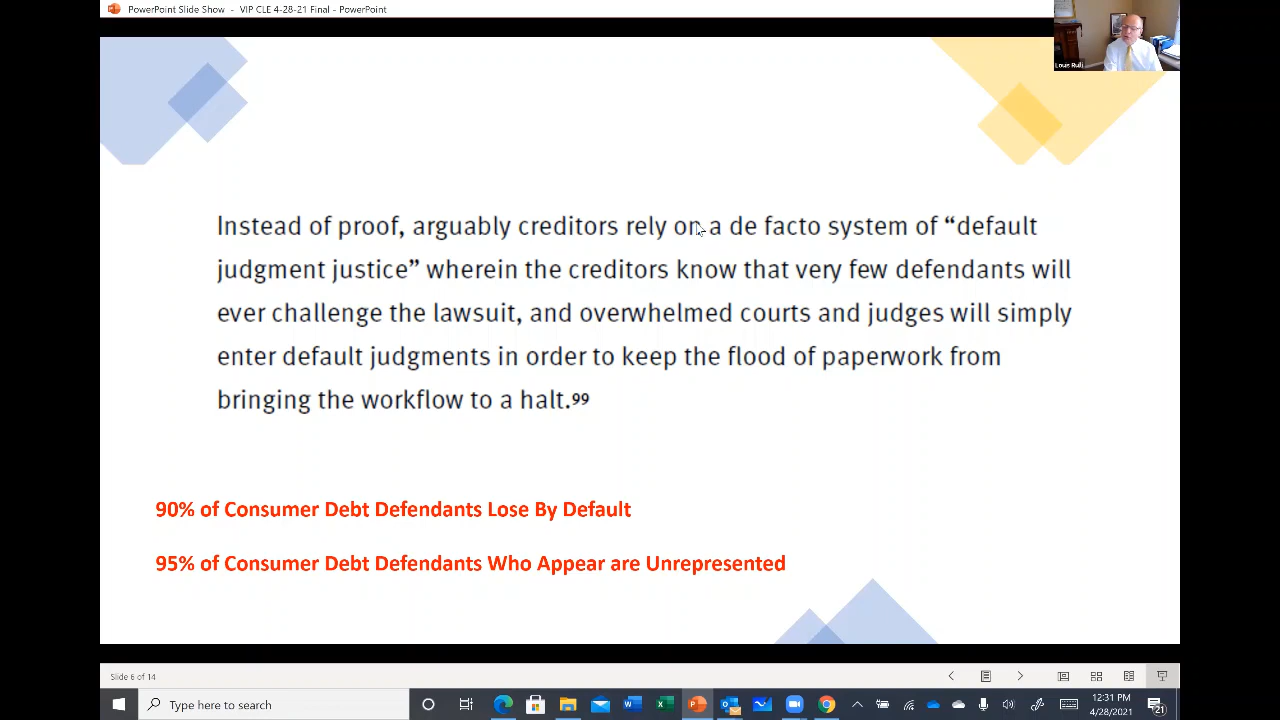 PowerPoint Slide Show - VIP CLE 4-28-21 Final - PowerPoint
Louis Rulli
Instead of proof, arguably creditors rely on a de facto system of “default
judgment justice” wherein the creditors know that very few defendants will
ever challenge the lawsuit, and overwhelmed courts and judges will simply
enter default judgments in order to keep the flood of paperwork from
bringing the workflow to a halt.99
90% of Consumer Debt Defendants Lose By Default
95% of Consumer Debt Defendants Who Appear are Unrepresented
Slide 6 of 14
Type here to search
12:31 PM
4/28/2021
21